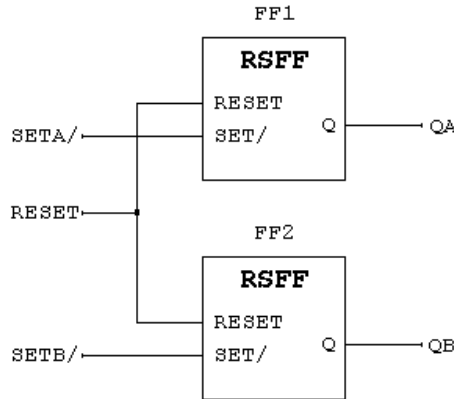 FF1
RSFF
RESET
SETA/
SET/
Q
QA
RESET
FF2
RSFF
RESET
SETB/
SET/
Q
QB